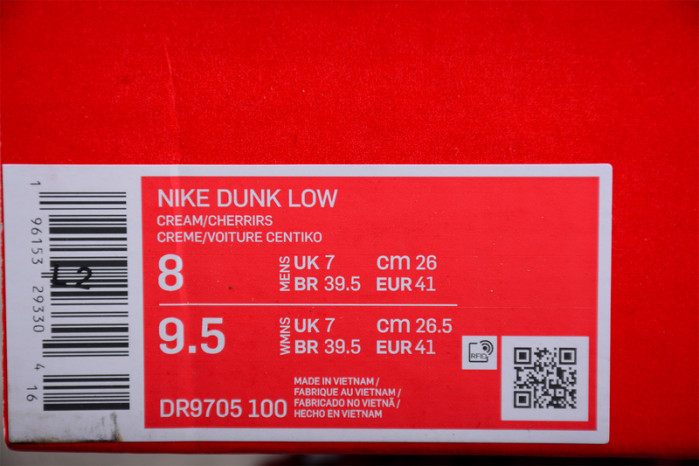 NIKE DUNK LOW
CREAM/CHERRIRS
CREME/VOITURE CENTIKO
8 MENS UK 7 cm 26
BR 39.5 EUR 41
9.5 WMNS UK 7 cm 26.5
BR 39.5 EUR 41
RFID
DR9705 100
MADE IN VIETNAM /
FABRIQUE AU VIETNAM /
FABRICADO NO VIETNÃ /
HECHO EN VIETNAM
1 96153 29330 4 16
L2